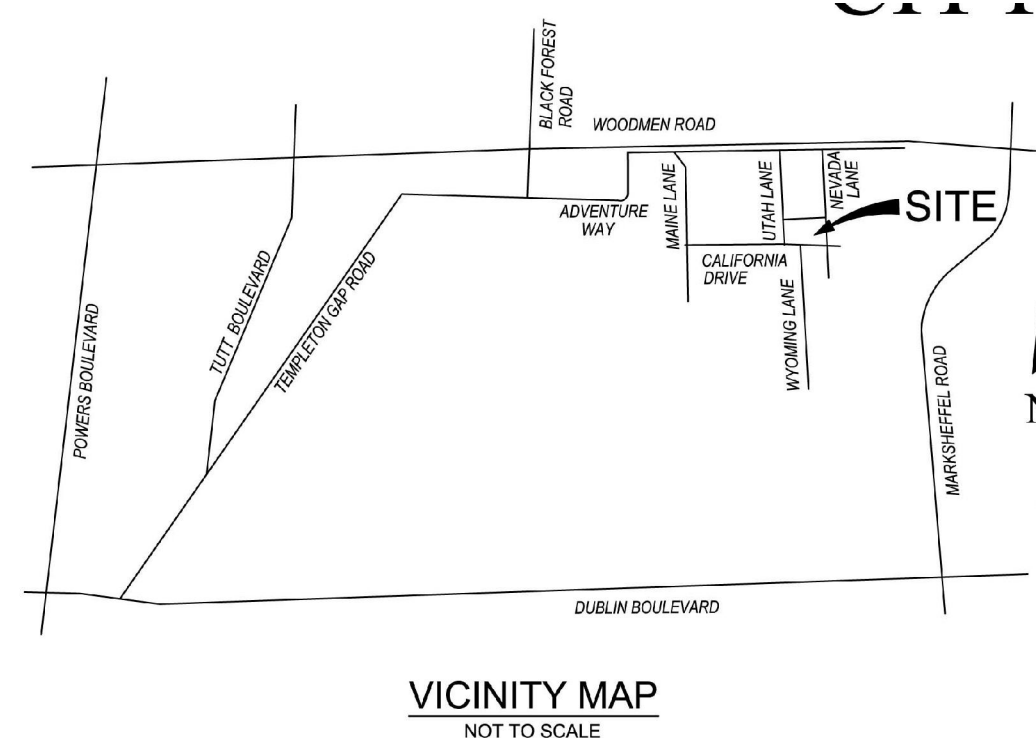 BLACK FOREST
ROAD
WOODMEN ROAD
MAINE LANE
UTAH LANE
NEVADA
LANE
SITE
ADVENTURE
WAY
CALIFORNIA
DRIVE
WYOMING LANE
TUTT BOULEVARD
TEMPLETON GAP ROAD
POWERS BOULEVARD
MARKSHEFFEL ROAD
DUBLIN BOULEVARD
VICINITY MAP
NOT TO SCALE